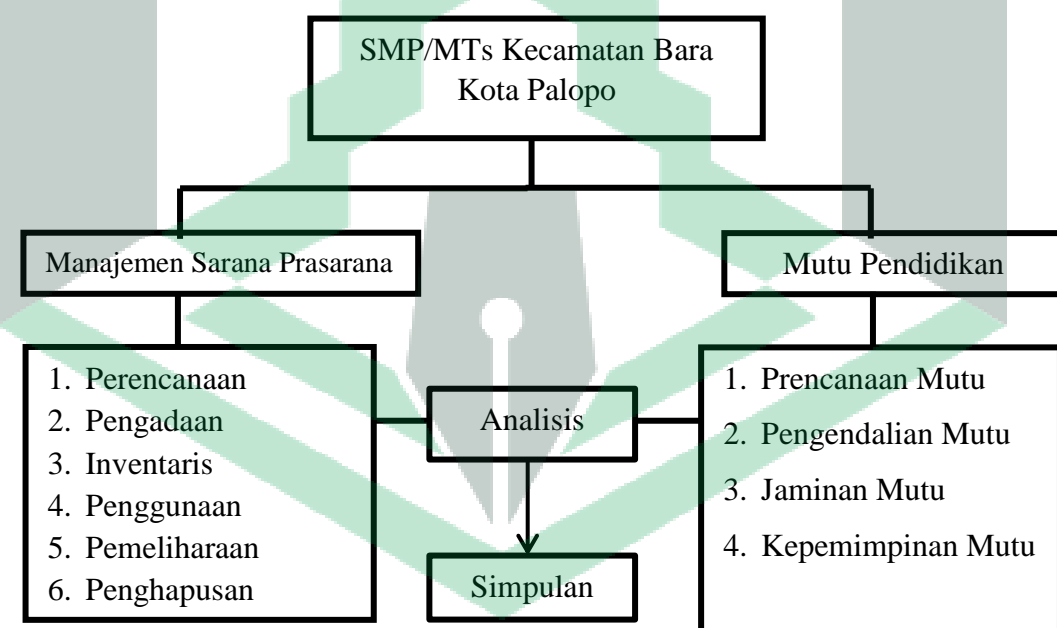 SMP/MTs Kecamatan Bara
Kota Palopo
Manajemen Sarana Prasarana
Mutu Pendidikan
1. Perencanaan
2. Pengadaan
3. Inventaris
4. Penggunaan
5. Pemeliharaan
6. Penghapusan
Analisis
Simpulan
1. Prencanaan Mutu
2. Pengendalian Mutu
3. Jaminan Mutu
4. Kepemimpinan Mutu